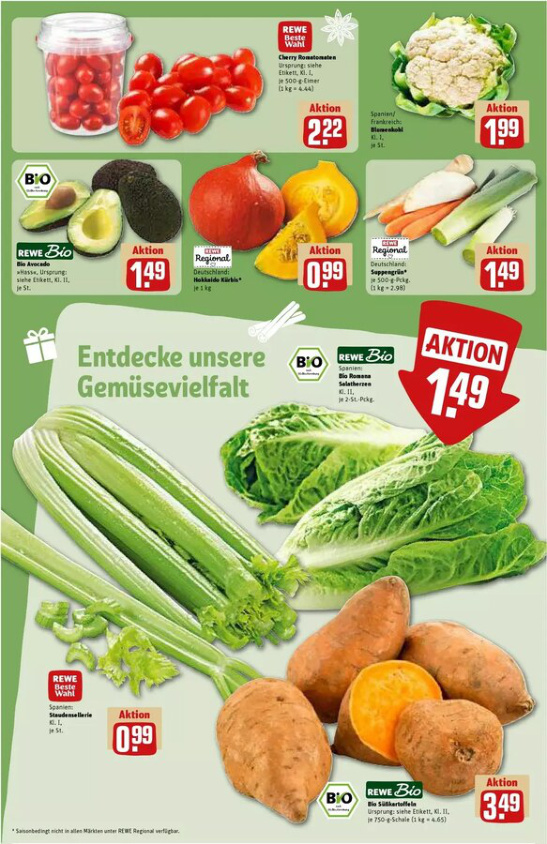 REWE
Beste
Wahl
Cherry Romatomaten
Ursprung: siehe
Etikett, Kl. I,
je 500-g-Eimer
(1 kg = 4.44)
Aktion
2.22
Spanien/
Frankreich:
Blumenkohl
Kl. I,
je St.
Aktion
1.99
BIO
REWE Bio
Bio Avocado
»Hass«, Ursprung:
siehe Etikett, Kl. II,
je St.
Aktion
1.49
REWE
Regional
Deutschland:
Hokkaido Kürbis*
je 1 kg
Aktion
0.99
REWE
Regional
Deutschland:
Suppengrün*
je 500-g-Pckg.
(1 kg = 2.98)
Aktion
1.49
Entdecke unsere
Gemüsevielfalt
BIO
REWE Bio
Spanien:
Bio Romana
Salatherzen
Kl. II,
je 2-St.-Pckg.
AKTION
1.49
REWE
Beste
Wahl
Spanien:
Staudensellerie
Kl. I,
je St.
Aktion
0.99
BIO
REWE Bio
Bio Süßkartoffeln
Ursprung: siehe Etikett, Kl. II,
je 750-g-Schale (1 kg = 4.65)
Aktion
3.49
* Saisonbedingt nicht in allen Märkten unter REWE Regional verfügbar.